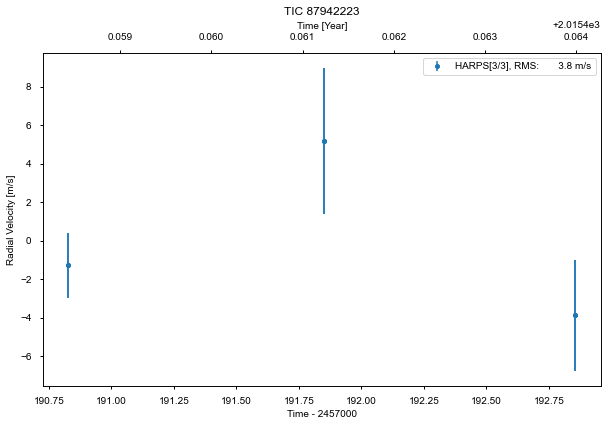 TIC 87942223
Time [Year]
+2.0154e3
0.059 0.060 0.061 0.062 0.063 0.064
HARPS[3/3], RMS: 3.8 m/s
8
6
4
2
0
−2
−4
−6
Radial Velocity [m/s]
190.75 191.00 191.25 191.50 191.75 192.00 192.25 192.50 192.75
Time - 2457000